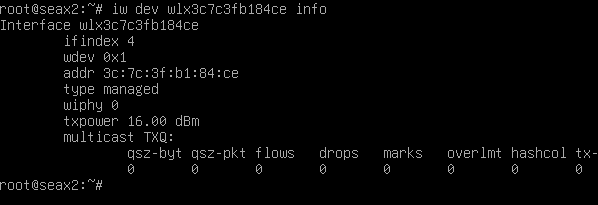 root@seax2:~# iw dev wlx3c7c3fb184ce info
Interface wlx3c7c3fb184ce
ifindex 4
wdev 0x1
addr 3c:7c:3f:b1:84:ce
type managed
wiphy 0
txpower 16.00 dBm
multicast TXQ:
qsz-byt qsz-pkt flows drops marks overlmt hashcol tx-
0 0 0 0 0 0 0 0
root@seax2:~#